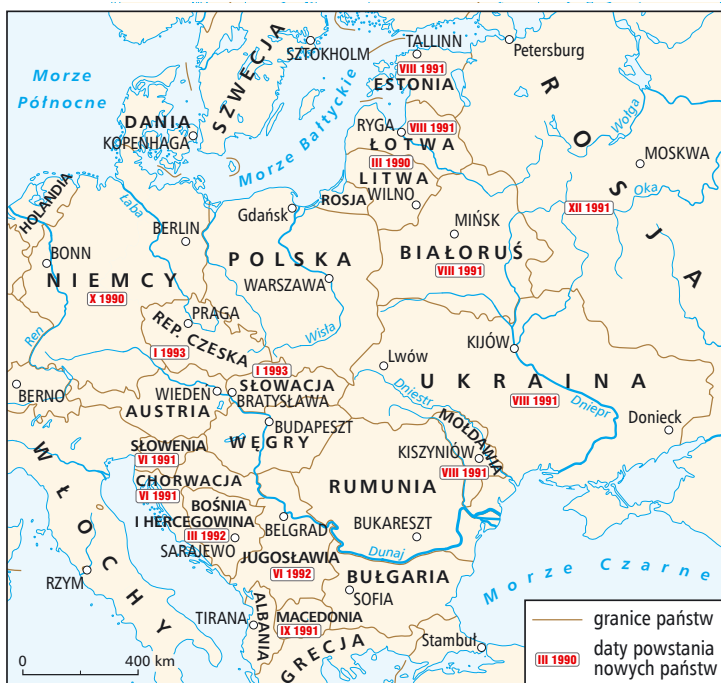 Morze
Północne
SZWECJA
SZTOKHOLM
TALLINN
VIII 1991
ESTONIA
Petersburg
ROSJA
DANIA
KOPENHAGA
Morze Bałtyckie
RYGA
VIII 1991
ŁOTWA
III 1990
LITWA
WILNO
Wołga
MOSKWA
Oka
XII 1991
HOLANDIA
Łaba
BERLIN
Gdańsk
ROSJA
MIŃSK
BIAŁORUŚ
VIII 1991
BONN
NIEMCY
X 1990
POLSKA
WARSZAWA
Ren
PRAGA
REP. CZESKA
I 1993
Wisła
Lwów
KIJÓW
UKRAINA
VIII 1991
Dniestr
Dniepr
Donieck
I 1993
SŁOWACJA
BRATYSŁAWA
BERNO
WIEDEŃ
AUSTRIA
BUDAPESZT
WĘGRY
MOŁDAWIA
KISZYNIÓW
VIII 1991
SŁOWENIA
VI 1991
CHORWACJA
VI 1991
RUMUNIA
BUKARESZT
WŁOCHY
BOŚNIA
I HERCEGOWINA
III 1992
SARAJEWO
BELGRAD
JUGOSŁAWIA
VI 1992
Dunaj
BUŁGARIA
SOFIA
Morze Czarne
RZYM
TIRANA
ALBANIA
MACEDONIA
IX 1991
GRECJA
Stambuł
0 400 km
granice państw
III 1990 daty powstania
nowych państw